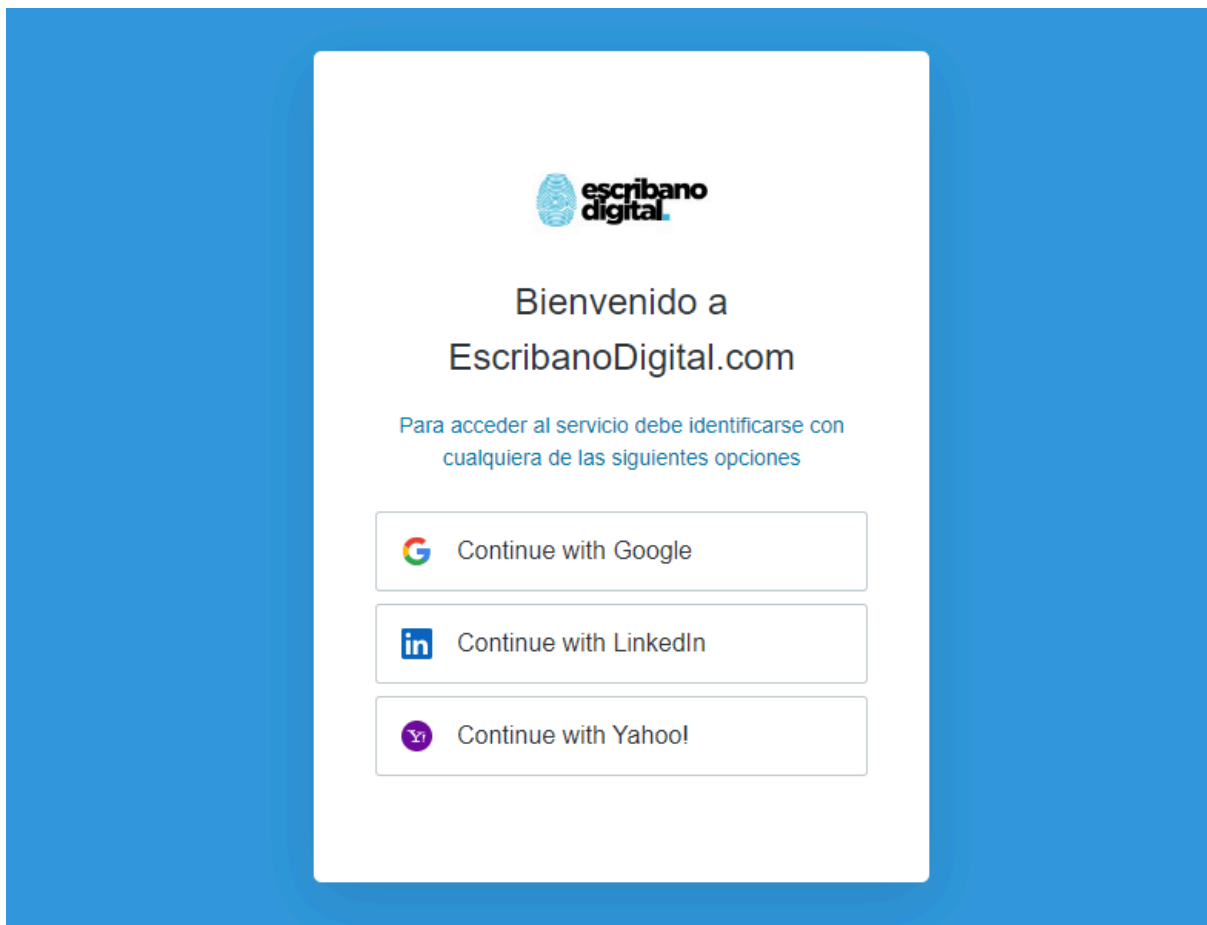 escribano
digital.
Bienvenido a
EscribanoDigital.com
Para acceder al servicio debe identificarse con
cualquiera de las siguientes opciones
Continue with Google
Continue with LinkedIn
Continue with Yahoo!